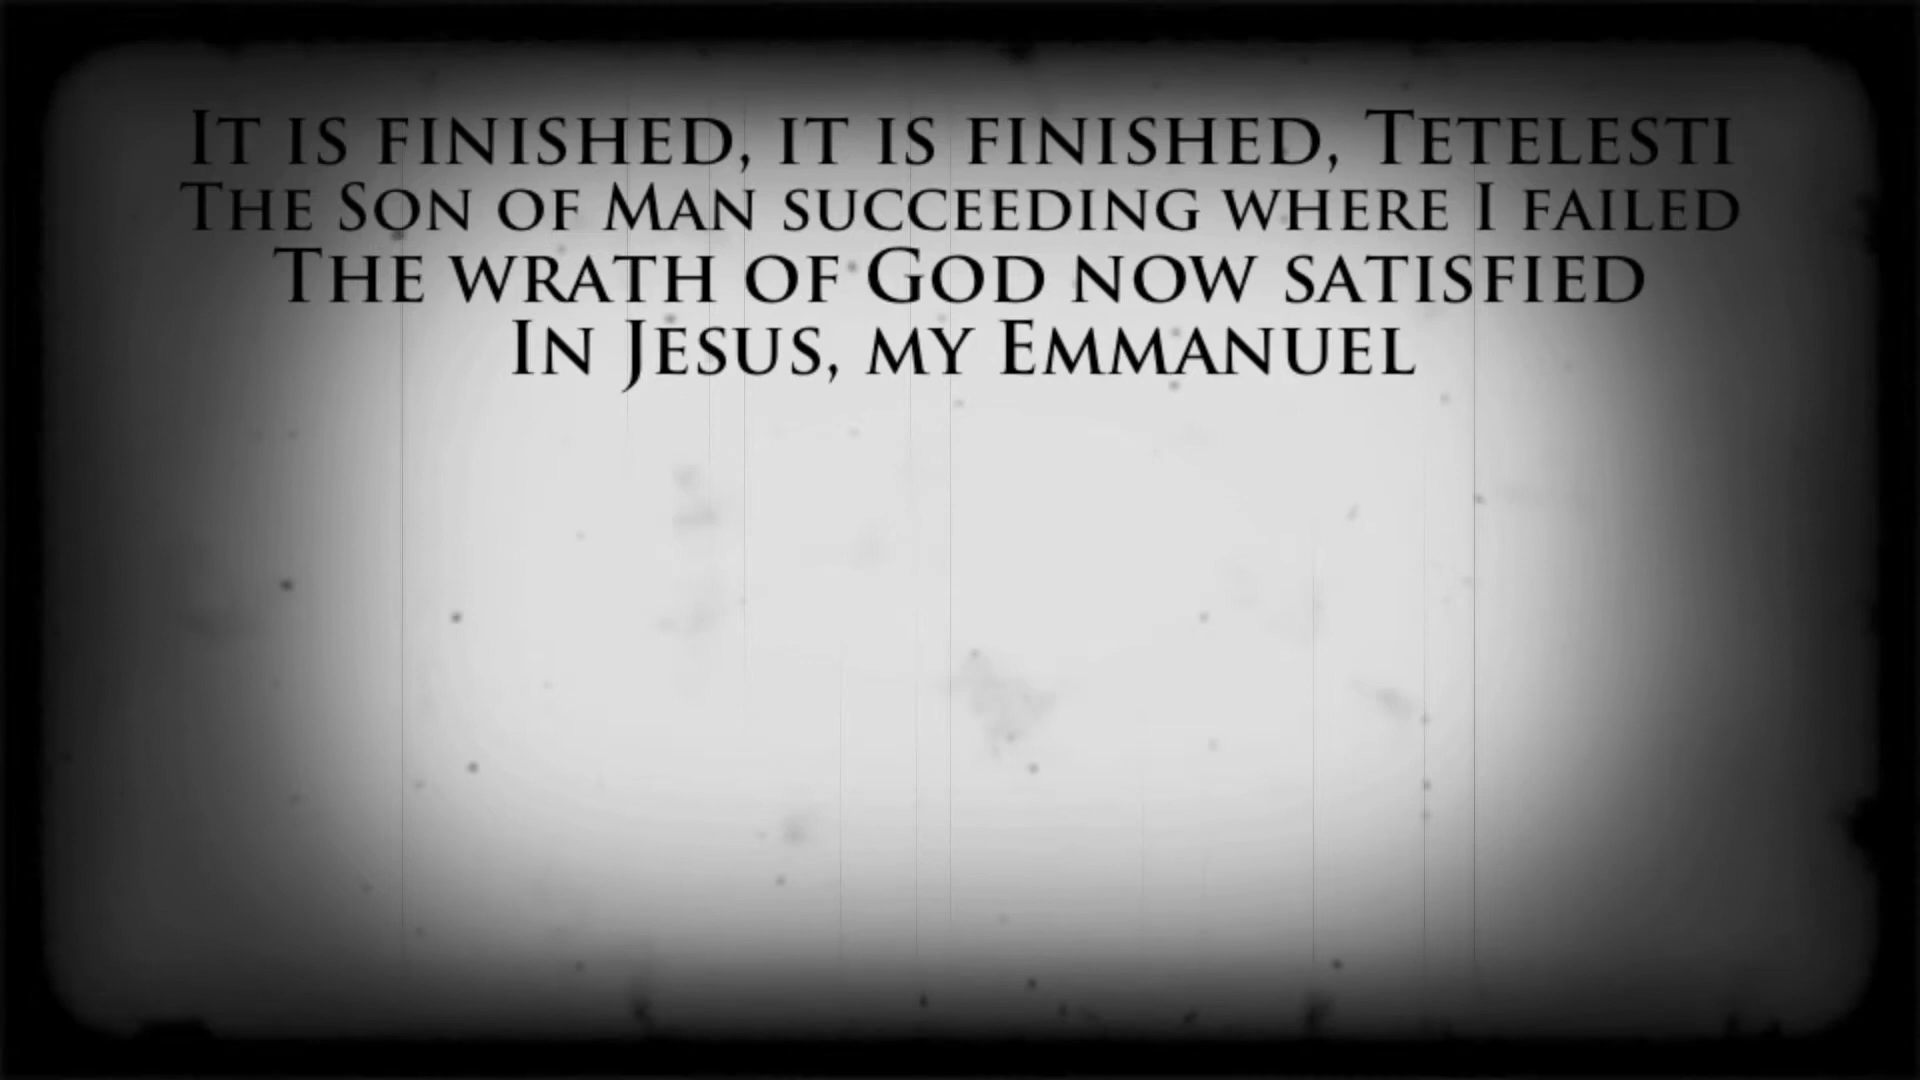 It is finished, it is finished, Tetelesti
The Son of Man succeeding where I failed
The wrath of God now satisfied
In Jesus, my Emmanuel